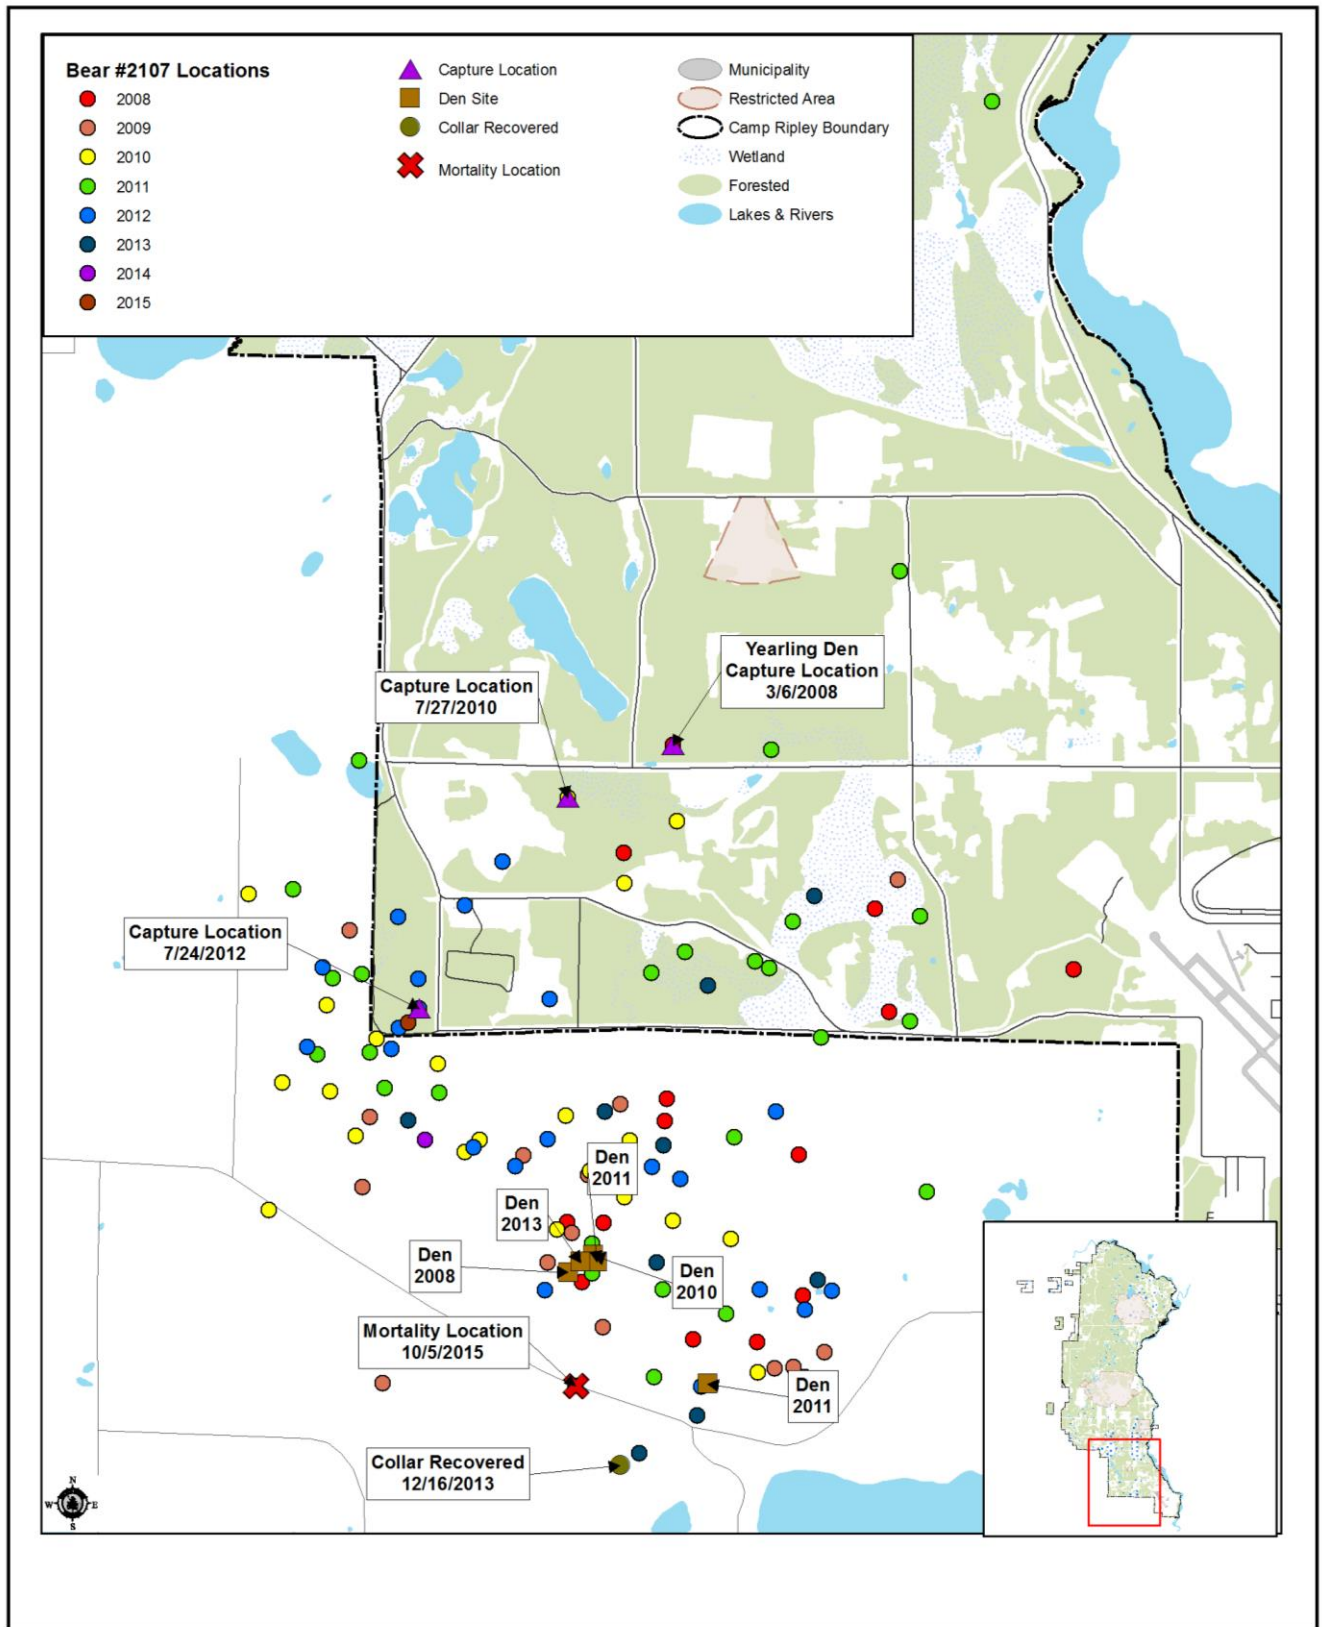 Bear #2107 Locations
2008
2009
2010
2011
2012
2013
2014
2015
Capture Location
Den Site
Collar Recovered
Mortality Location
Municipality
Restricted Area
Camp Ripley Boundary
Wetland
Forested
Lakes & Rivers
Yearling Den
Capture Location
3/6/2008
Capture Location
7/27/2010
Capture Location
7/24/2012
Den
2011
Den
2013
Den
2008
Den
2010
Mortality Location
10/5/2015
Den
2011
Collar Recovered
12/16/2013
N
W E
S